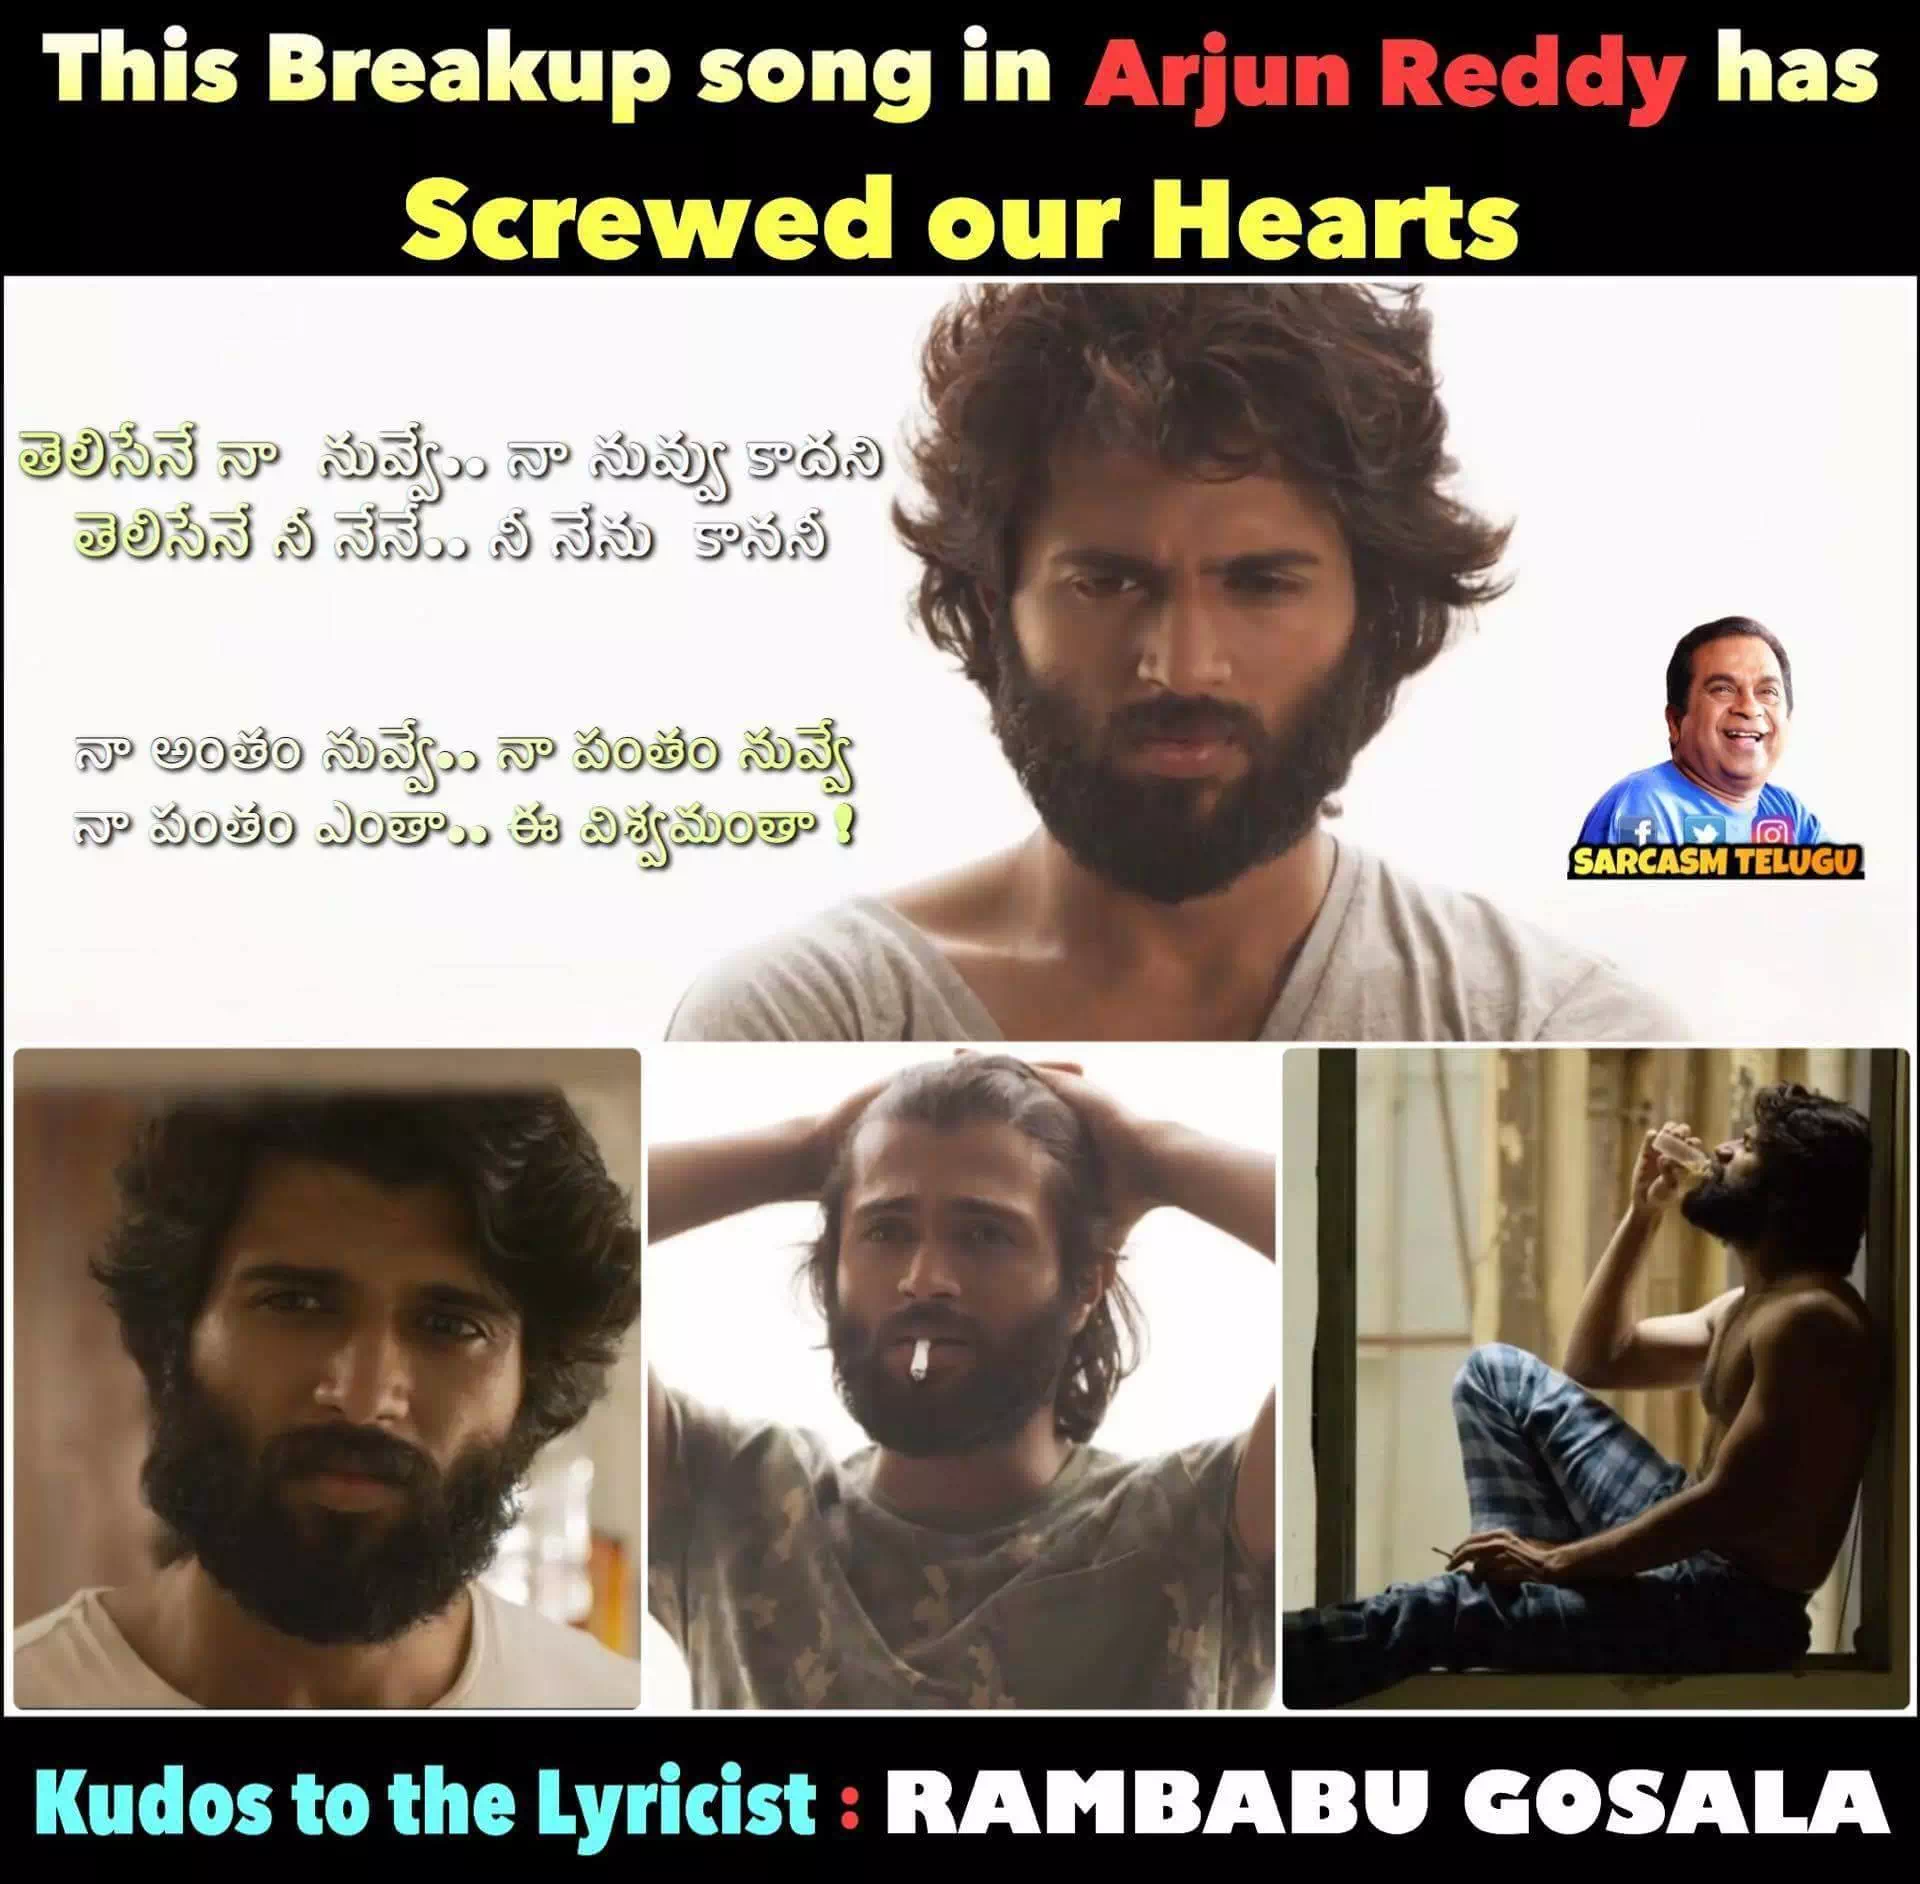 This Breakup song in Arjun Reddy has
Screwed our Hearts
తెలిసేనే నా నువ్వే.. నా నువ్వు కాదని
తెలిసేనే నీ నేనే.. నీ నేను కాననీ
నా అంతం నువ్వే.. నా పంతం నువ్వే
నా పంతం ఎంతా.. ఈ విశ్వమంతా !
f
SARCASM TELUGU
Kudos to the Lyricist : RAMBABU GOSALA